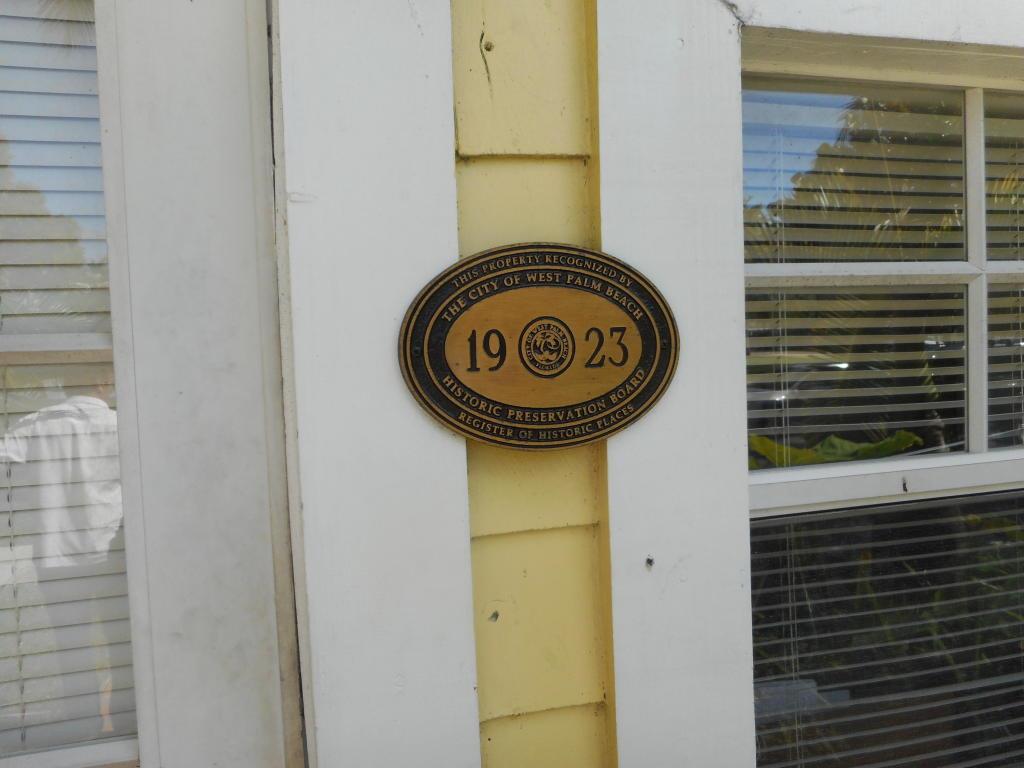 THIS PROPERTY RECOGNIZED BY
THE CITY OF WEST PALM BEACH
19 23
HISTORIC PRESERVATION BOARD
REGISTER OF HISTORIC PLACES